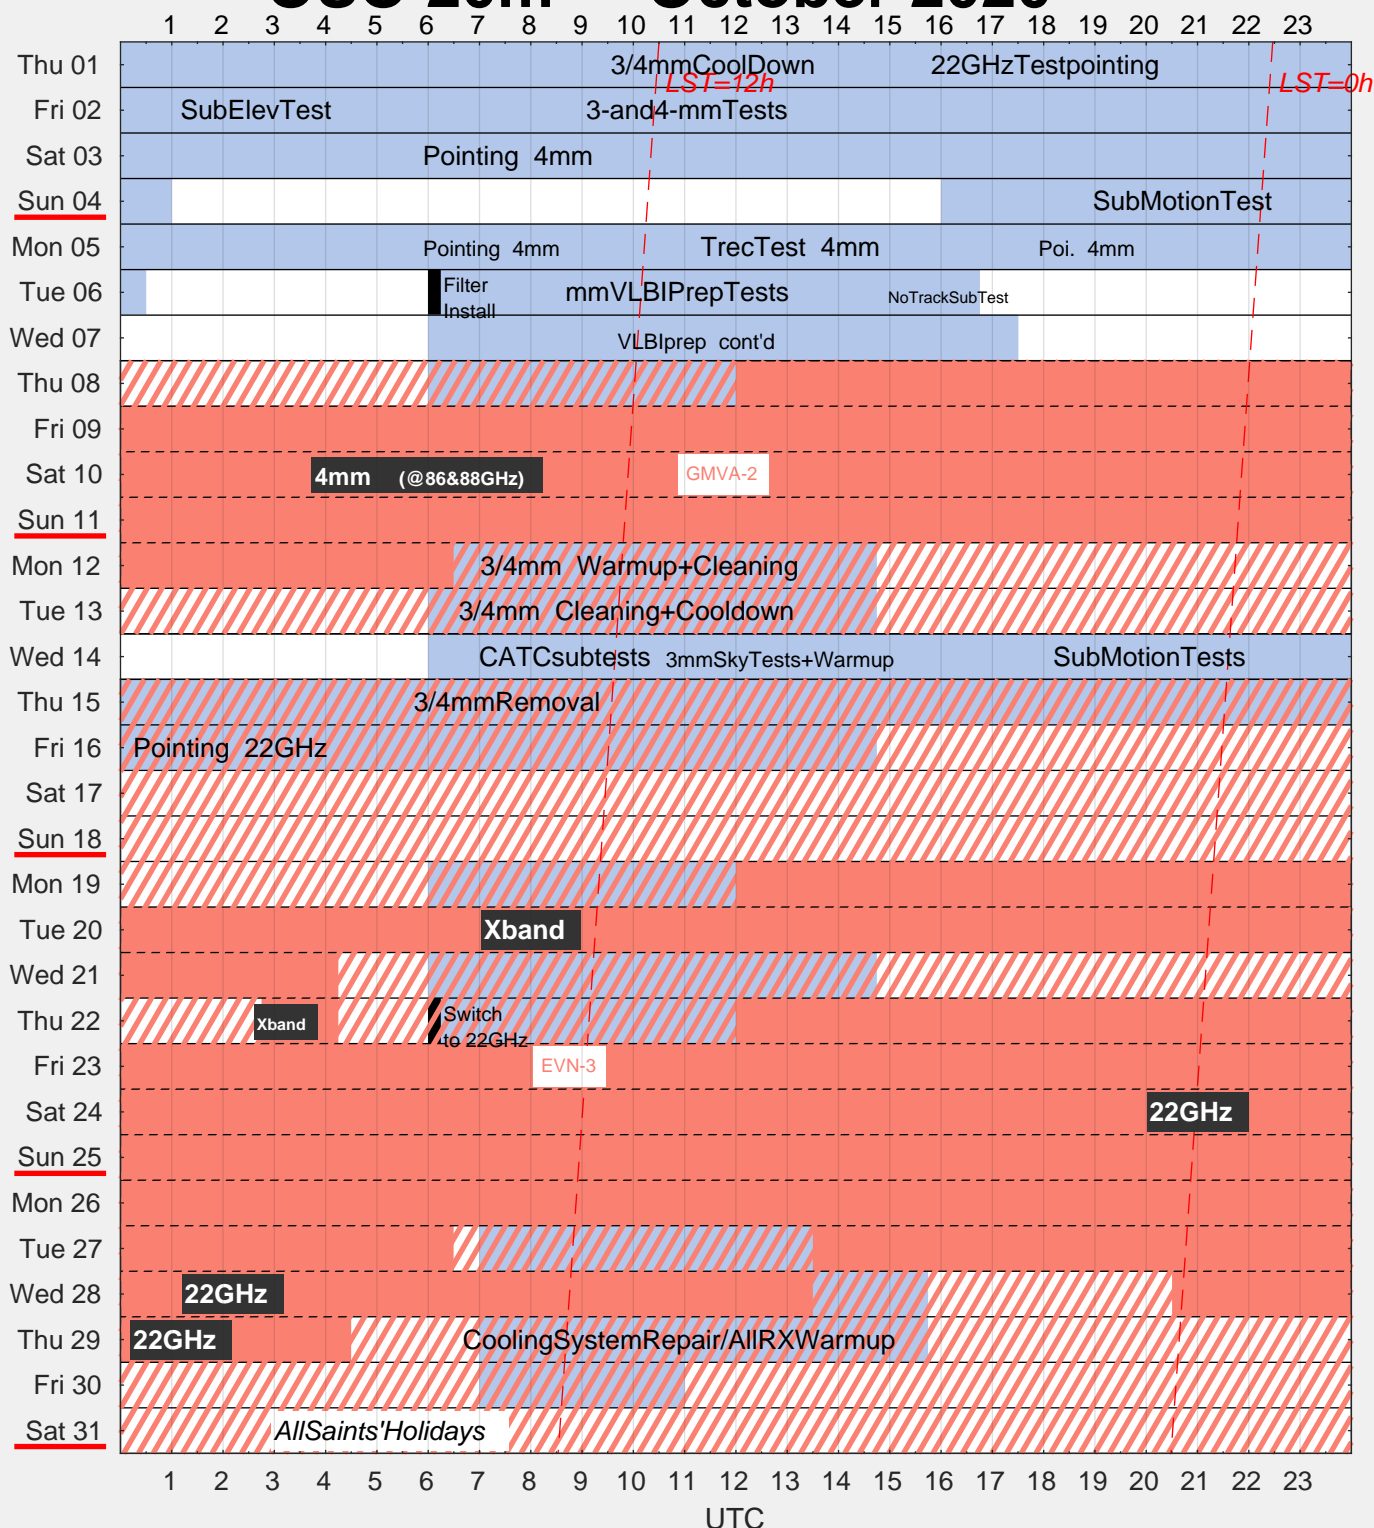 1 2 3 4 5 6 7 8 9 10 11 12 13 14 15 16 17 18 19 20 21 22 23
Thu 01 3/4mmCoolDown 22GHzTestpointing
LST=12h LST=0h
Fri 02 SubElevTest 3-and4-mmTests
Sat 03 Pointing 4mm
Sun 04 SubMotionTest
Mon 05 Pointing 4mm TrecTest 4mm Poi. 4mm
Tue 06 Filter Install mmVLBIPrepTests NoTrackSubTest
Wed 07 VLBIprep cont'd
Thu 08
Fri 09
Sat 10 4mm (@86&88GHz) GMVA-2
Sun 11
Mon 12 3/4mm Warmup+Cleaning
Tue 13 3/4mm Cleaning+Cooldown
Wed 14 CATCsubtests 3mmSkyTests+Warmup SubMotionTests
Thu 15 3/4mmRemoval
Fri 16 Pointing 22GHz
Sat 17
Sun 18
Mon 19
Tue 20 Xband
Wed 21
Thu 22 Xband Switch to 22GHz
Fri 23 EVN-3
Sat 24 22GHz
Sun 25
Mon 26
Tue 27
Wed 28 22GHz
Thu 29 22GHz CoolingSystemRepair/AllRXWarmup
Fri 30
Sat 31 AllSaints'Holidays
1 2 3 4 5 6 7 8 9 10 11 12 13 14 15 16 17 18 19 20 21 22 23
UTC